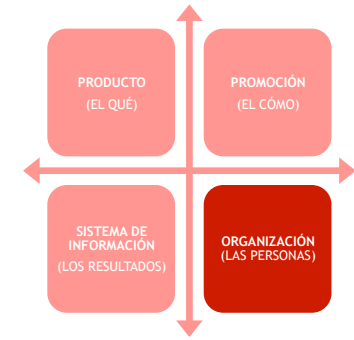 PRODUCTO
(EL QUÉ)
PROMOCIÓN
(EL CÓMO)
SISTEMA DE
INFORMACIÓN
(LOS RESULTADOS)
ORGANIZACIÓN
(LAS PERSONAS)